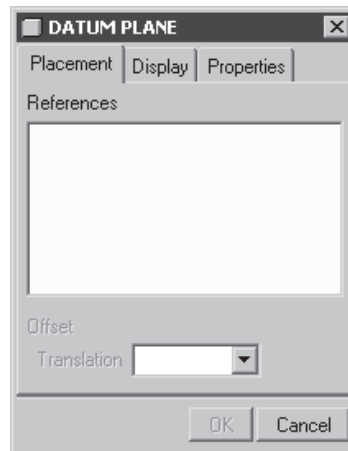 DATUM PLANE
Placement Display Properties
References
Offset
Translation
OK Cancel